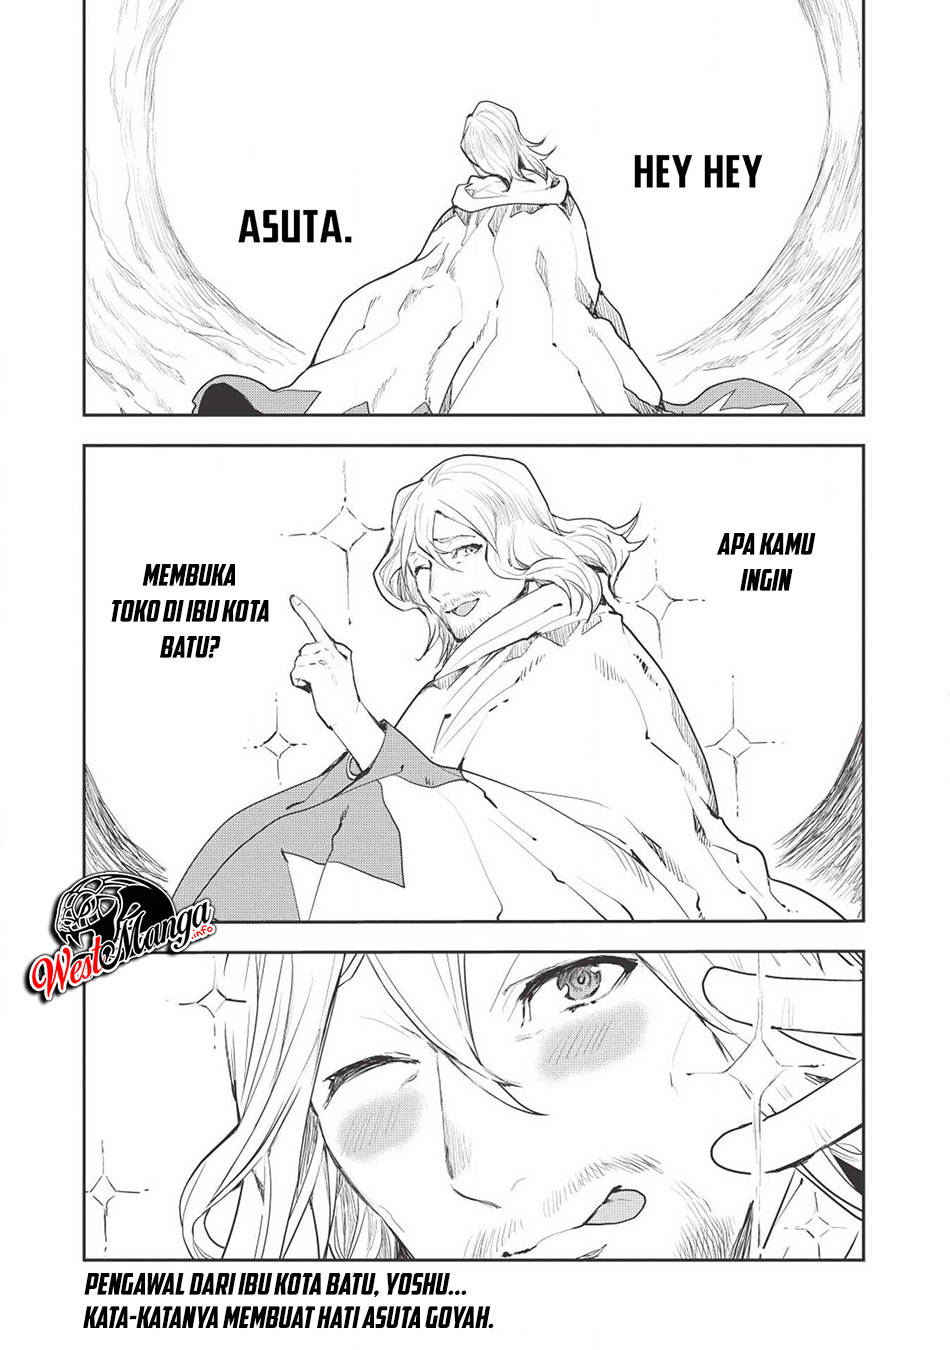 HEY HEY
ASUTA.
APA KAMU
INGIN
MEMBUKA
TOKO DI IBU KOTA
BATU?
WestManga
.info
PENGAWAL DARI IBU KOTA BATU, YOSHU...
KATA-KATANYA MEMBUAT HATI ASUTA GOYAH.